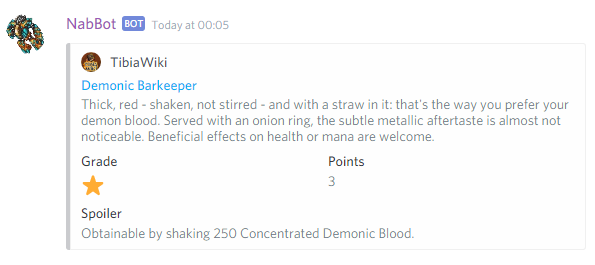 NabBot BOT Today at 00:05
TibiaWiki
Demonic Barkeeper
Thick, red - shaken, not stirred - and with a straw in it: that's the way you prefer your
demon blood. Served with an onion ring, the subtle metallic aftertaste is almost not
noticeable. Beneficial effects on health or mana are welcome.
Grade Points
3
Spoiler
Obtainable by shaking 250 Concentrated Demonic Blood.